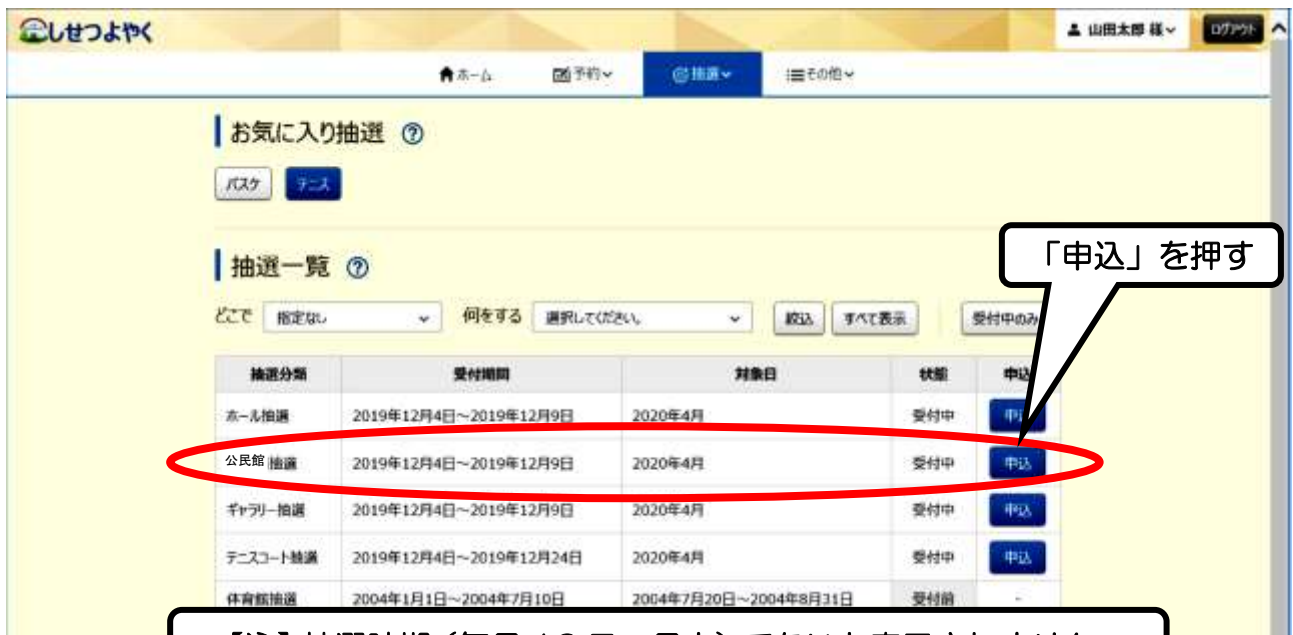 しせつよやく
山田太郎 様 ログアウト
ホーム 予約 抽選 その他
お気に入り抽選
バスケ テニス
「申込」を押す
抽選一覧
どこで 指定なし 何をする 選択してください。 絞込 すべて表示 受付中のみ
抽選分類 受付期間 対象日 状態 申込
ホール抽選 2019年12月4日～2019年12月9日 2020年4月 受付中 申込
公民館 抽選 2019年12月4日～2019年12月9日 2020年4月 受付中 申込
ギャラリー抽選 2019年12月4日～2019年12月9日 2020年4月 受付中 申込
テニスコート抽選 2019年12月4日～2019年12月24日 2020年4月 受付中 申込
体育館抽選 2004年1月1日～2004年7月10日 2004年7月20日～2004年8月31日 受付前 -